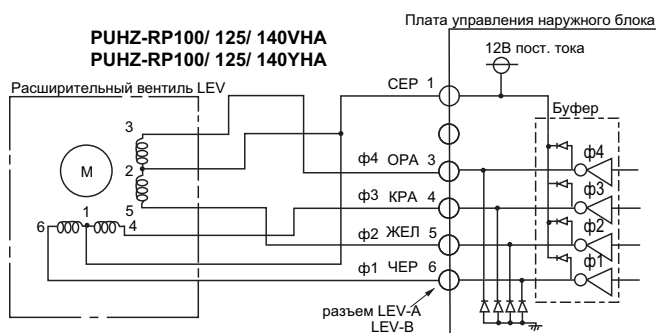 PUHZ-RP100/ 125/ 140VHA
PUHZ-RP100/ 125/ 140YHA
Плата управления наружного блока
12В пост. тока
Расширительный вентиль LEV
СЕР 1
Буфер
3
М
2
5
1
6
4
ф4 ОРА 3
ф3 КРА 4
ф2 ЖЕЛ 5
ф1 ЧЕР 6
ф4
ф3
ф2
ф1
разъем LEV-A
LEV-B